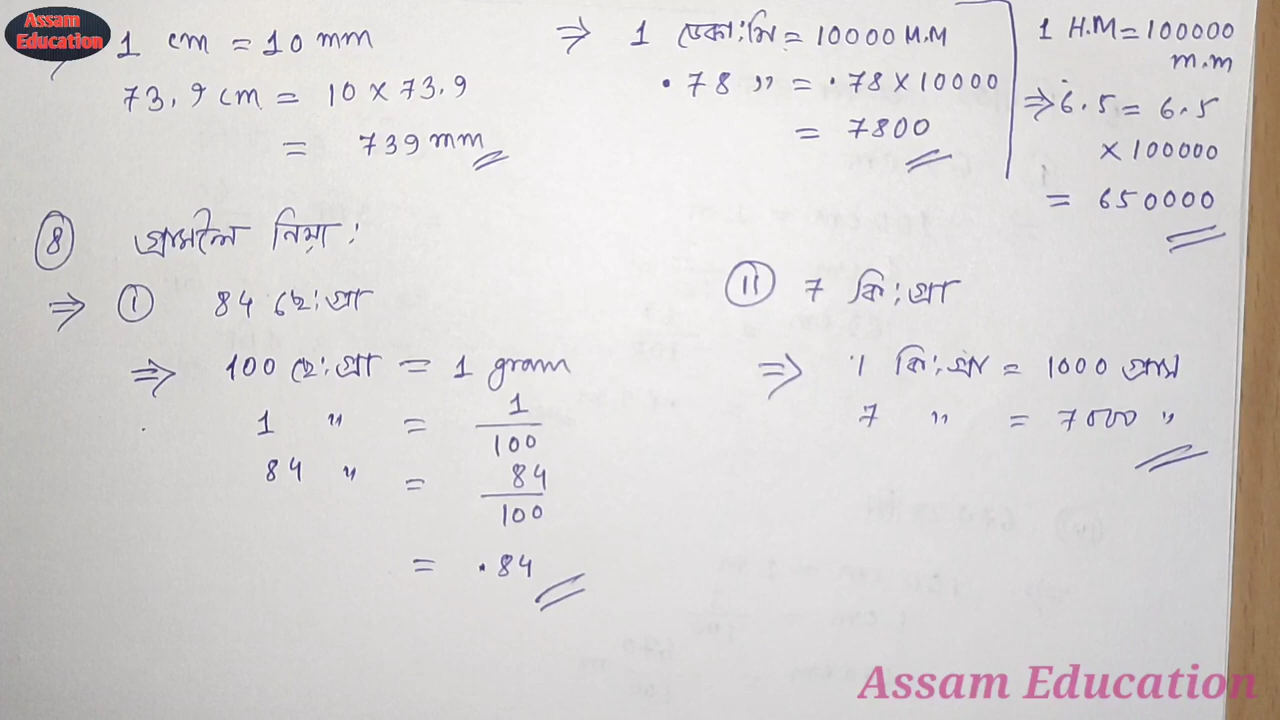 Assam
Education
1 cm = 10 mm
73.9 cm = 10 x 73.9
= 739 mm
⇒ 1 ডেকা:মি = 10000 M.M
.78 ” = .78 x 10000
= 7800
1 H.M = 100000
m.m
⇒ 6.5 = 6.5
x 100000
= 650000
8 গ্ৰামলৈ নিয়া :
⇒ i 84 হে:গ্ৰা
⇒ 100 হে:গ্ৰা = 1 gram
1 ” = 1/100
84 ” = 84/100
= .84
ii 7 কি:গ্ৰা
⇒ 1 কি:গ্ৰা = 1000 গ্ৰাম
7 ” = 7000 ”
Assam Education